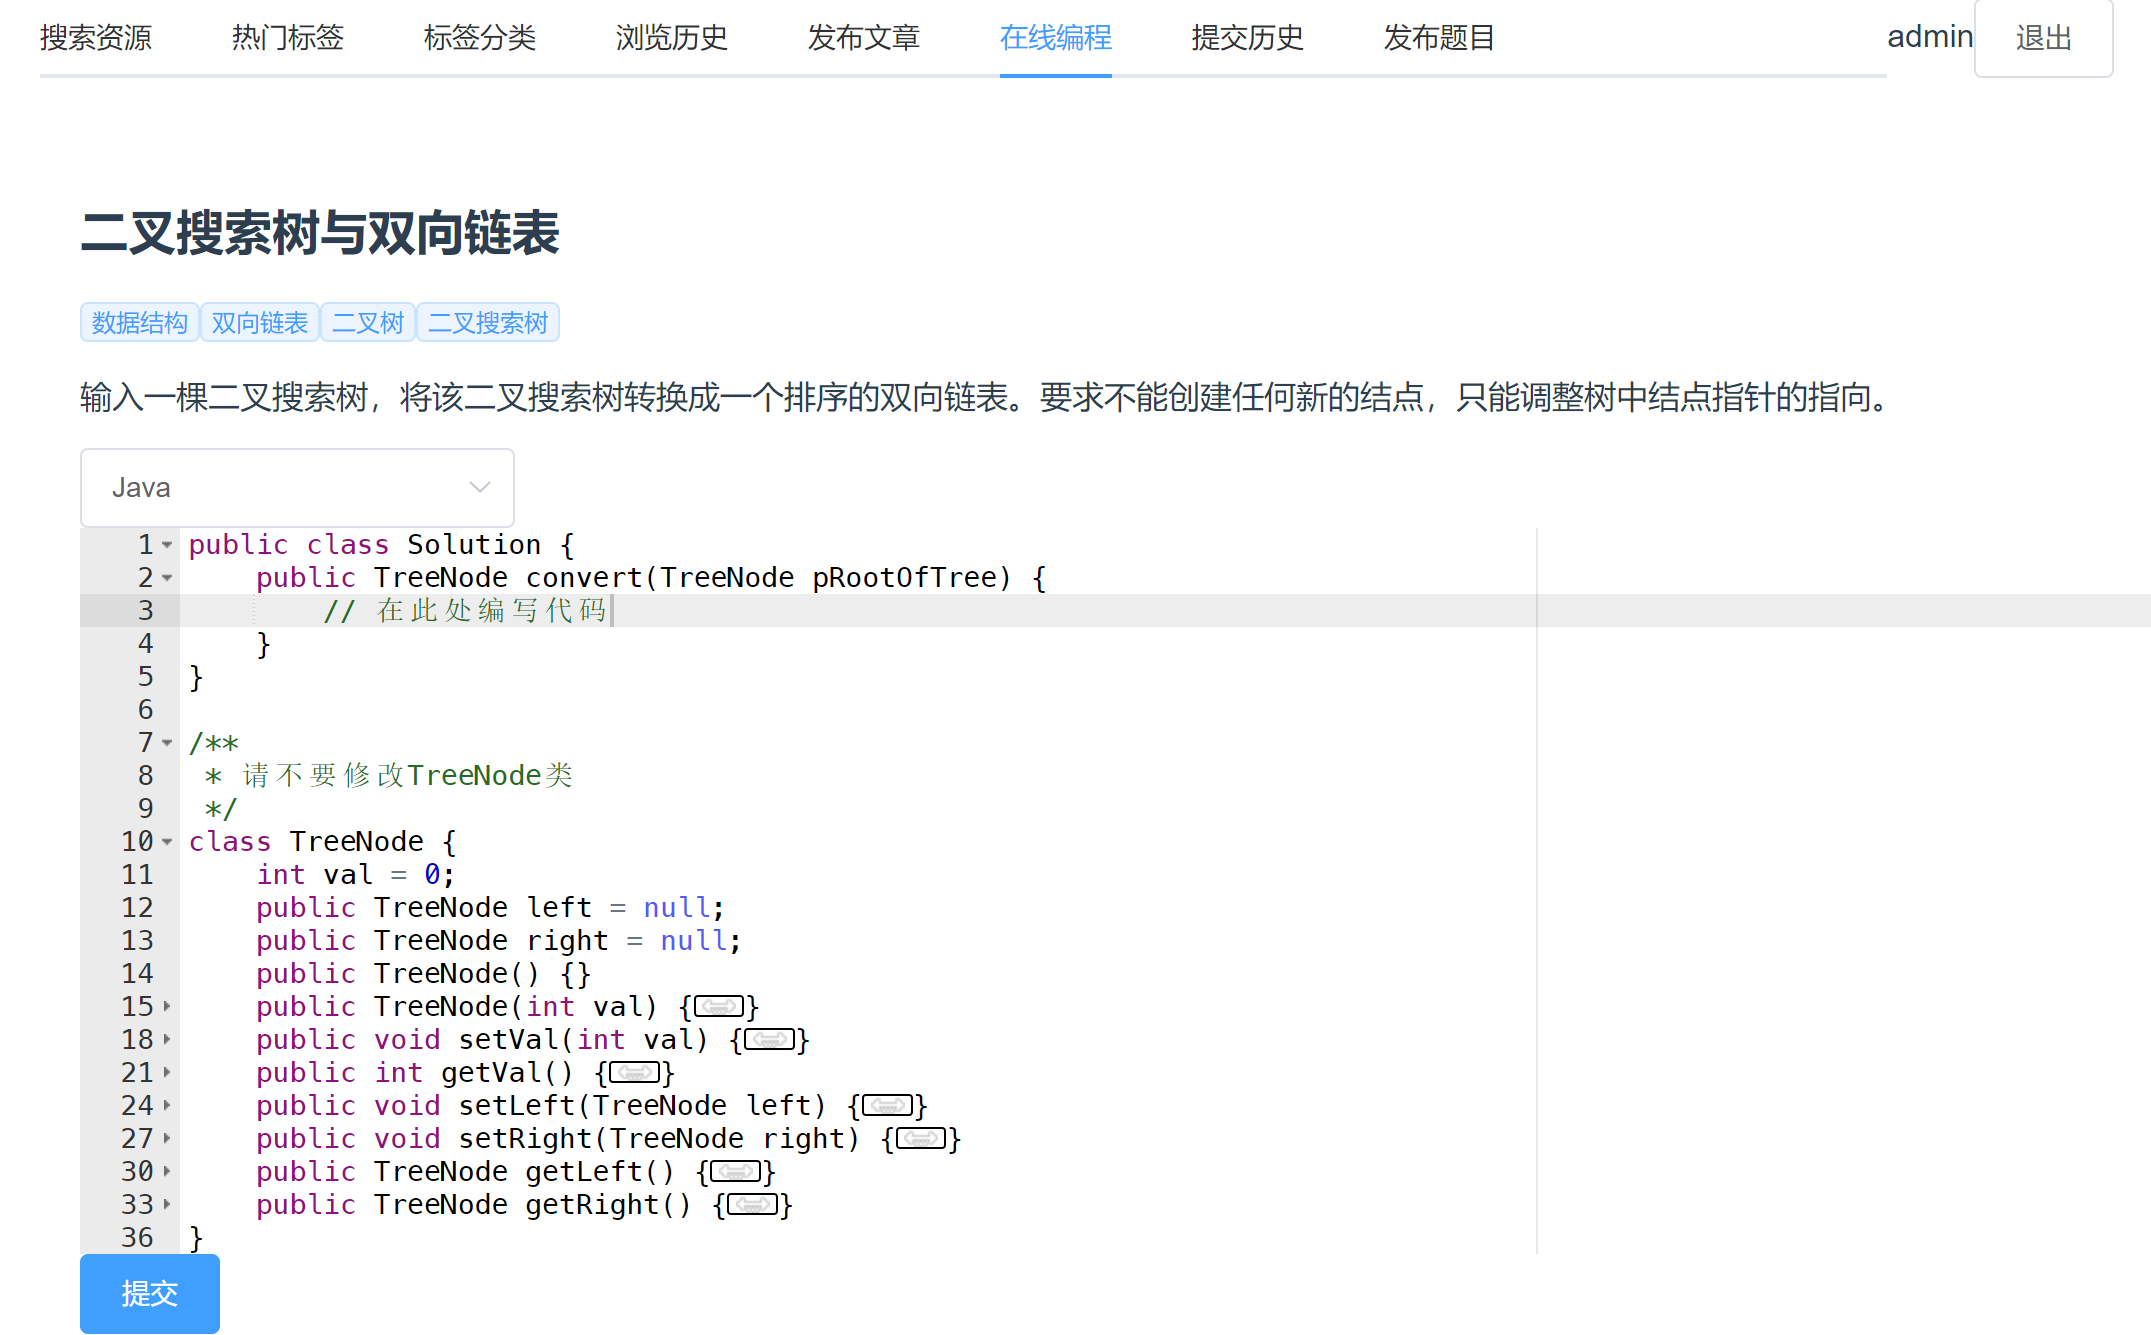 搜索资源 热门标签 标签分类 浏览历史 发布文章 在线编程 提交历史 发布题目 admin 退出
二叉搜索树与双向链表
数据结构 双向链表 二叉树 二叉搜索树
输入一棵二叉搜索树，将该二叉搜索树转换成一个排序的双向链表。要求不能创建任何新的结点，只能调整树中结点指针的指向。
Java
1 public class Solution {
2     public TreeNode convert(TreeNode pRootOfTree) {
3         // 在此处编写代码
4     }
5 }
6
7 /**
8  * 请不要修改TreeNode类
9  */
10 class TreeNode {
11     int val = 0;
12     public TreeNode left = null;
13     public TreeNode right = null;
14     public TreeNode() {}
15     public TreeNode(int val) {}
18     public void setVal(int val) {}
21     public int getVal() {}
24     public void setLeft(TreeNode left) {}
27     public void setRight(TreeNode right) {}
30     public TreeNode getLeft() {}
33     public TreeNode getRight() {}
36 }
提交